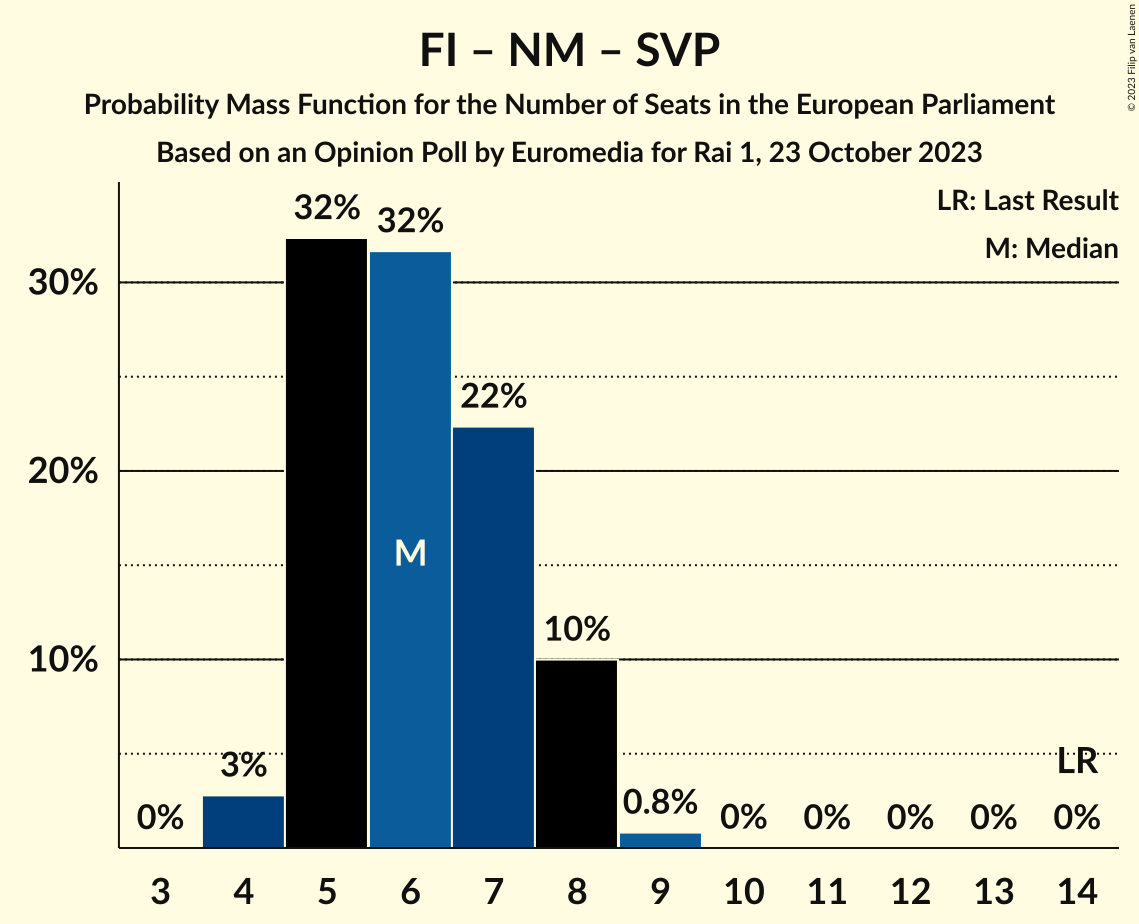 FI – NM – SVP
Probability Mass Function for the Number of Seats in the European Parliament
Based on an Opinion Poll by Euromedia for Rai 1, 23 October 2023
© 2023 Filip van Laenen
LR: Last Result
M: Median
30%
20%
10%
0%
3%
32%
32%
22%
10%
0.8%
0%
0%
0%
0%
0%
M
LR
3 4 5 6 7 8 9 10 11 12 13 14